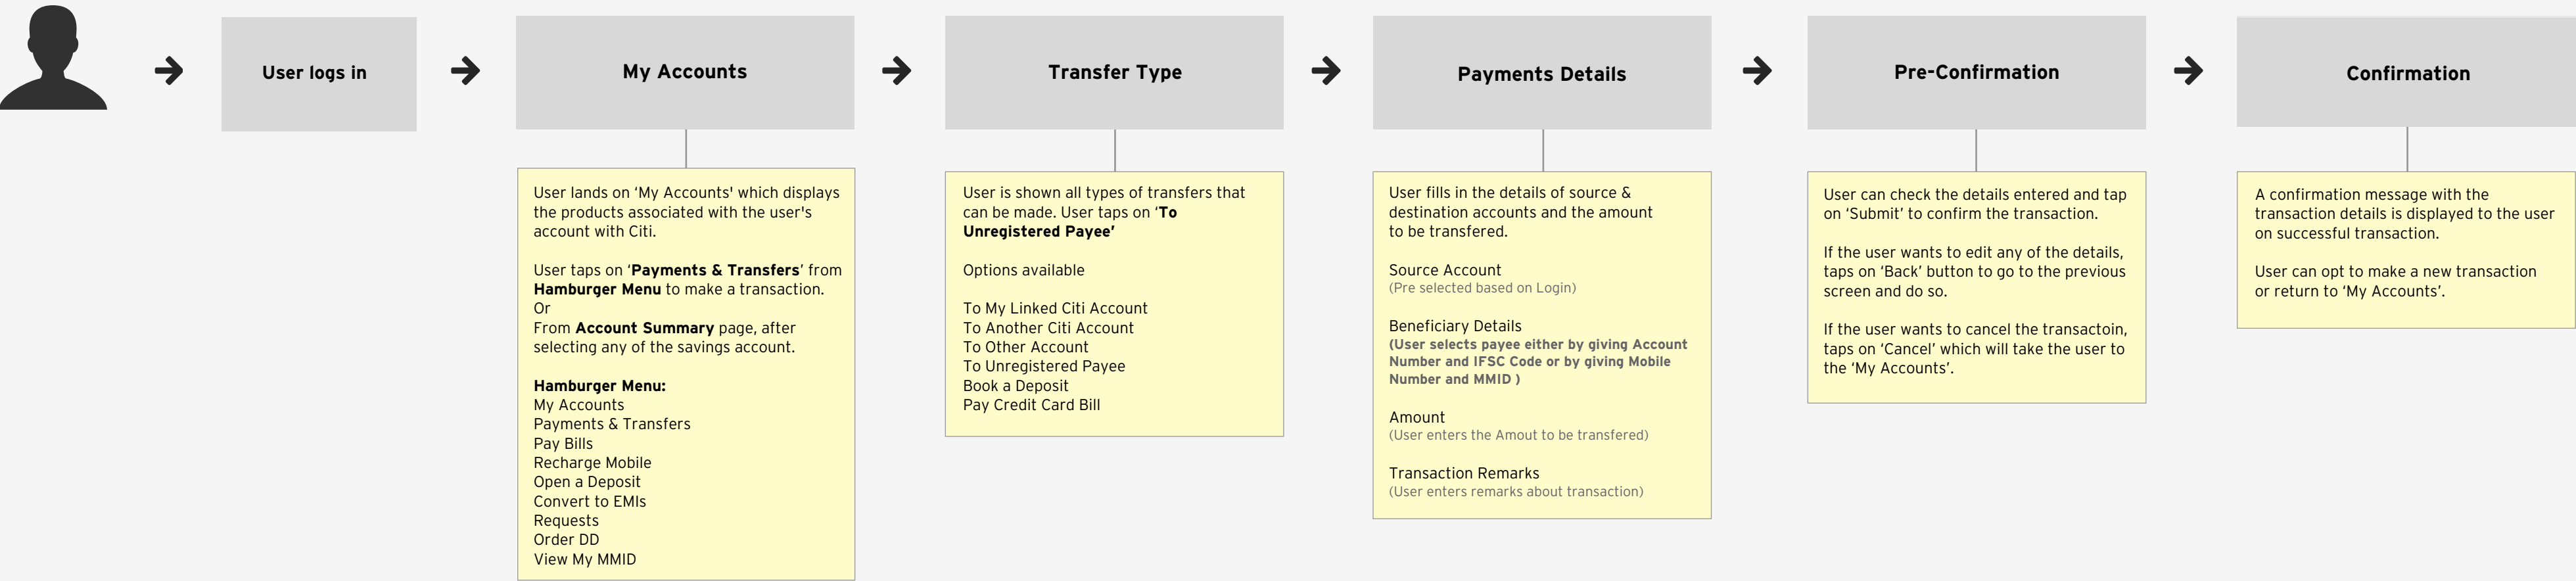 User logs in
My Accounts
Transfer Type
Payments Details
Pre-Confirmation
Confirmation
User lands on ‘My Accounts' which displays
the products associated with the user's
account with Citi.
User taps on ‘Payments & Transfers’ from
Hamburger Menu to make a transaction.
Or
From Account Summary page, after
selecting any of the savings account.
Hamburger Menu:
My Accounts
Payments & Transfers
Pay Bills
Recharge Mobile
Open a Deposit
Convert to EMIs
Requests
Order DD
View My MMID
User is shown all types of transfers that
can be made. User taps on ‘To
Unregistered Payee’
Options available
To My Linked Citi Account
To Another Citi Account
To Other Account
To Unregistered Payee
Book a Deposit
Pay Credit Card Bill
User fills in the details of source &
destination accounts and the amount
to be transfered.
Source Account
(Pre selected based on Login)
Beneficiary Details
(User selects payee either by giving Account
Number and IFSC Code or by giving Mobile
Number and MMID )
Amount
(User enters the Amout to be transfered)
Transaction Remarks
(User enters remarks about transaction)
User can check the details entered and tap
on ‘Submit’ to confirm the transaction.
If the user wants to edit any of the details,
taps on ‘Back’ button to go to the previous
screen and do so.
If the user wants to cancel the transactoin,
taps on ‘Cancel’ which will take the user to
the ‘My Accounts’.
A confirmation message with the
transaction details is displayed to the user
on successful transaction.
User can opt to make a new transaction
or return to ‘My Accounts’.